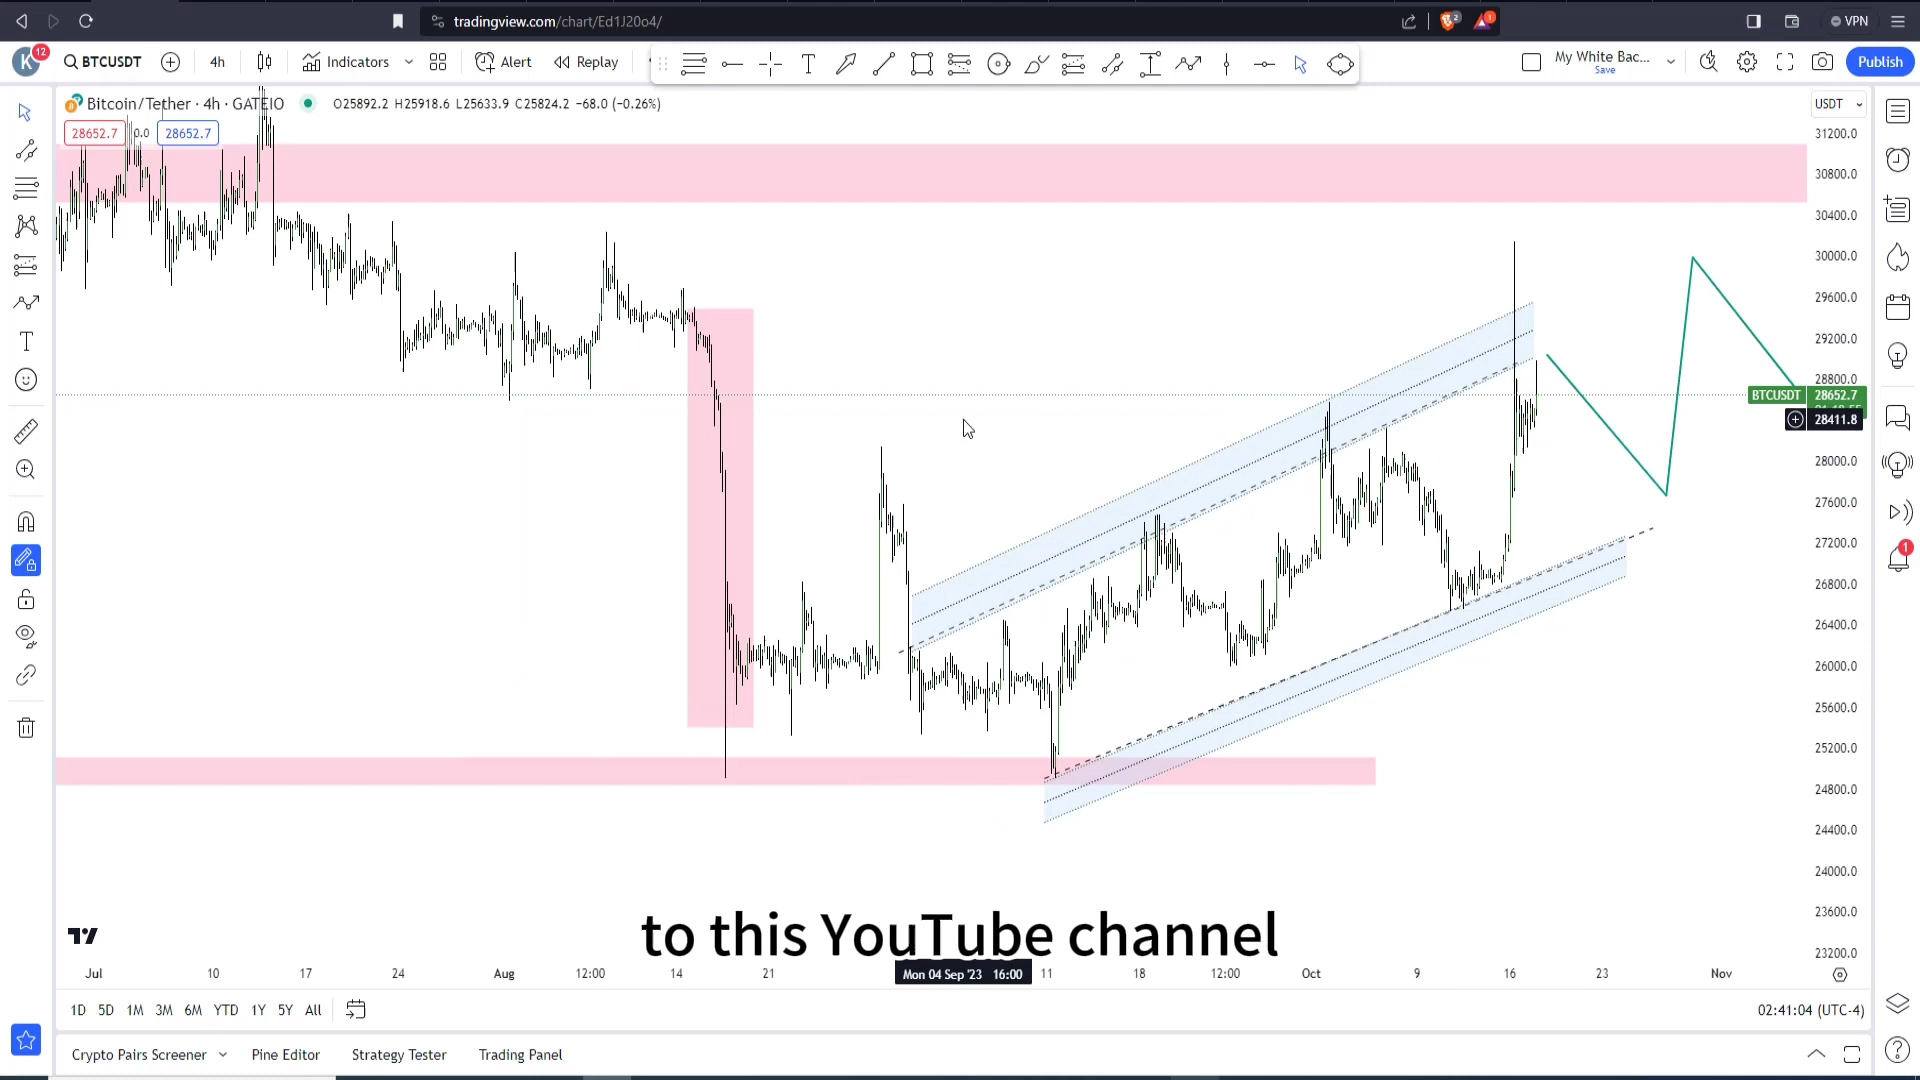 tradingview.com/chart/Ed1J20o4/
2
1
VPN
K
12
BTCUSDT
4h
Indicators
Alert
Replay
My White Bac...
Save
Publish
Bitcoin/Tether · 4h · GATEIO
O25892.2 H25918.6 L25633.9 C25824.2 −68.0 (−0.26%)
28652.7
0.0
28652.7
USDT
31200.0
30800.0
30400.0
30000.0
29600.0
29200.0
28800.0
BTCUSDT
28652.7
28411.8
28000.0
27600.0
27200.0
26800.0
26400.0
26000.0
25600.0
25200.0
24800.0
24400.0
24000.0
23600.0
23200.0
1
to this YouTube channel
Jul
10
17
24
Aug
12:00
14
21
Mon 04 Sep '23 16:00
11
18
12:00
Oct
9
16
23
Nov
1D 5D 1M 3M 6M YTD 1Y 5Y All
02:41:04 (UTC-4)
Crypto Pairs Screener
Pine Editor
Strategy Tester
Trading Panel